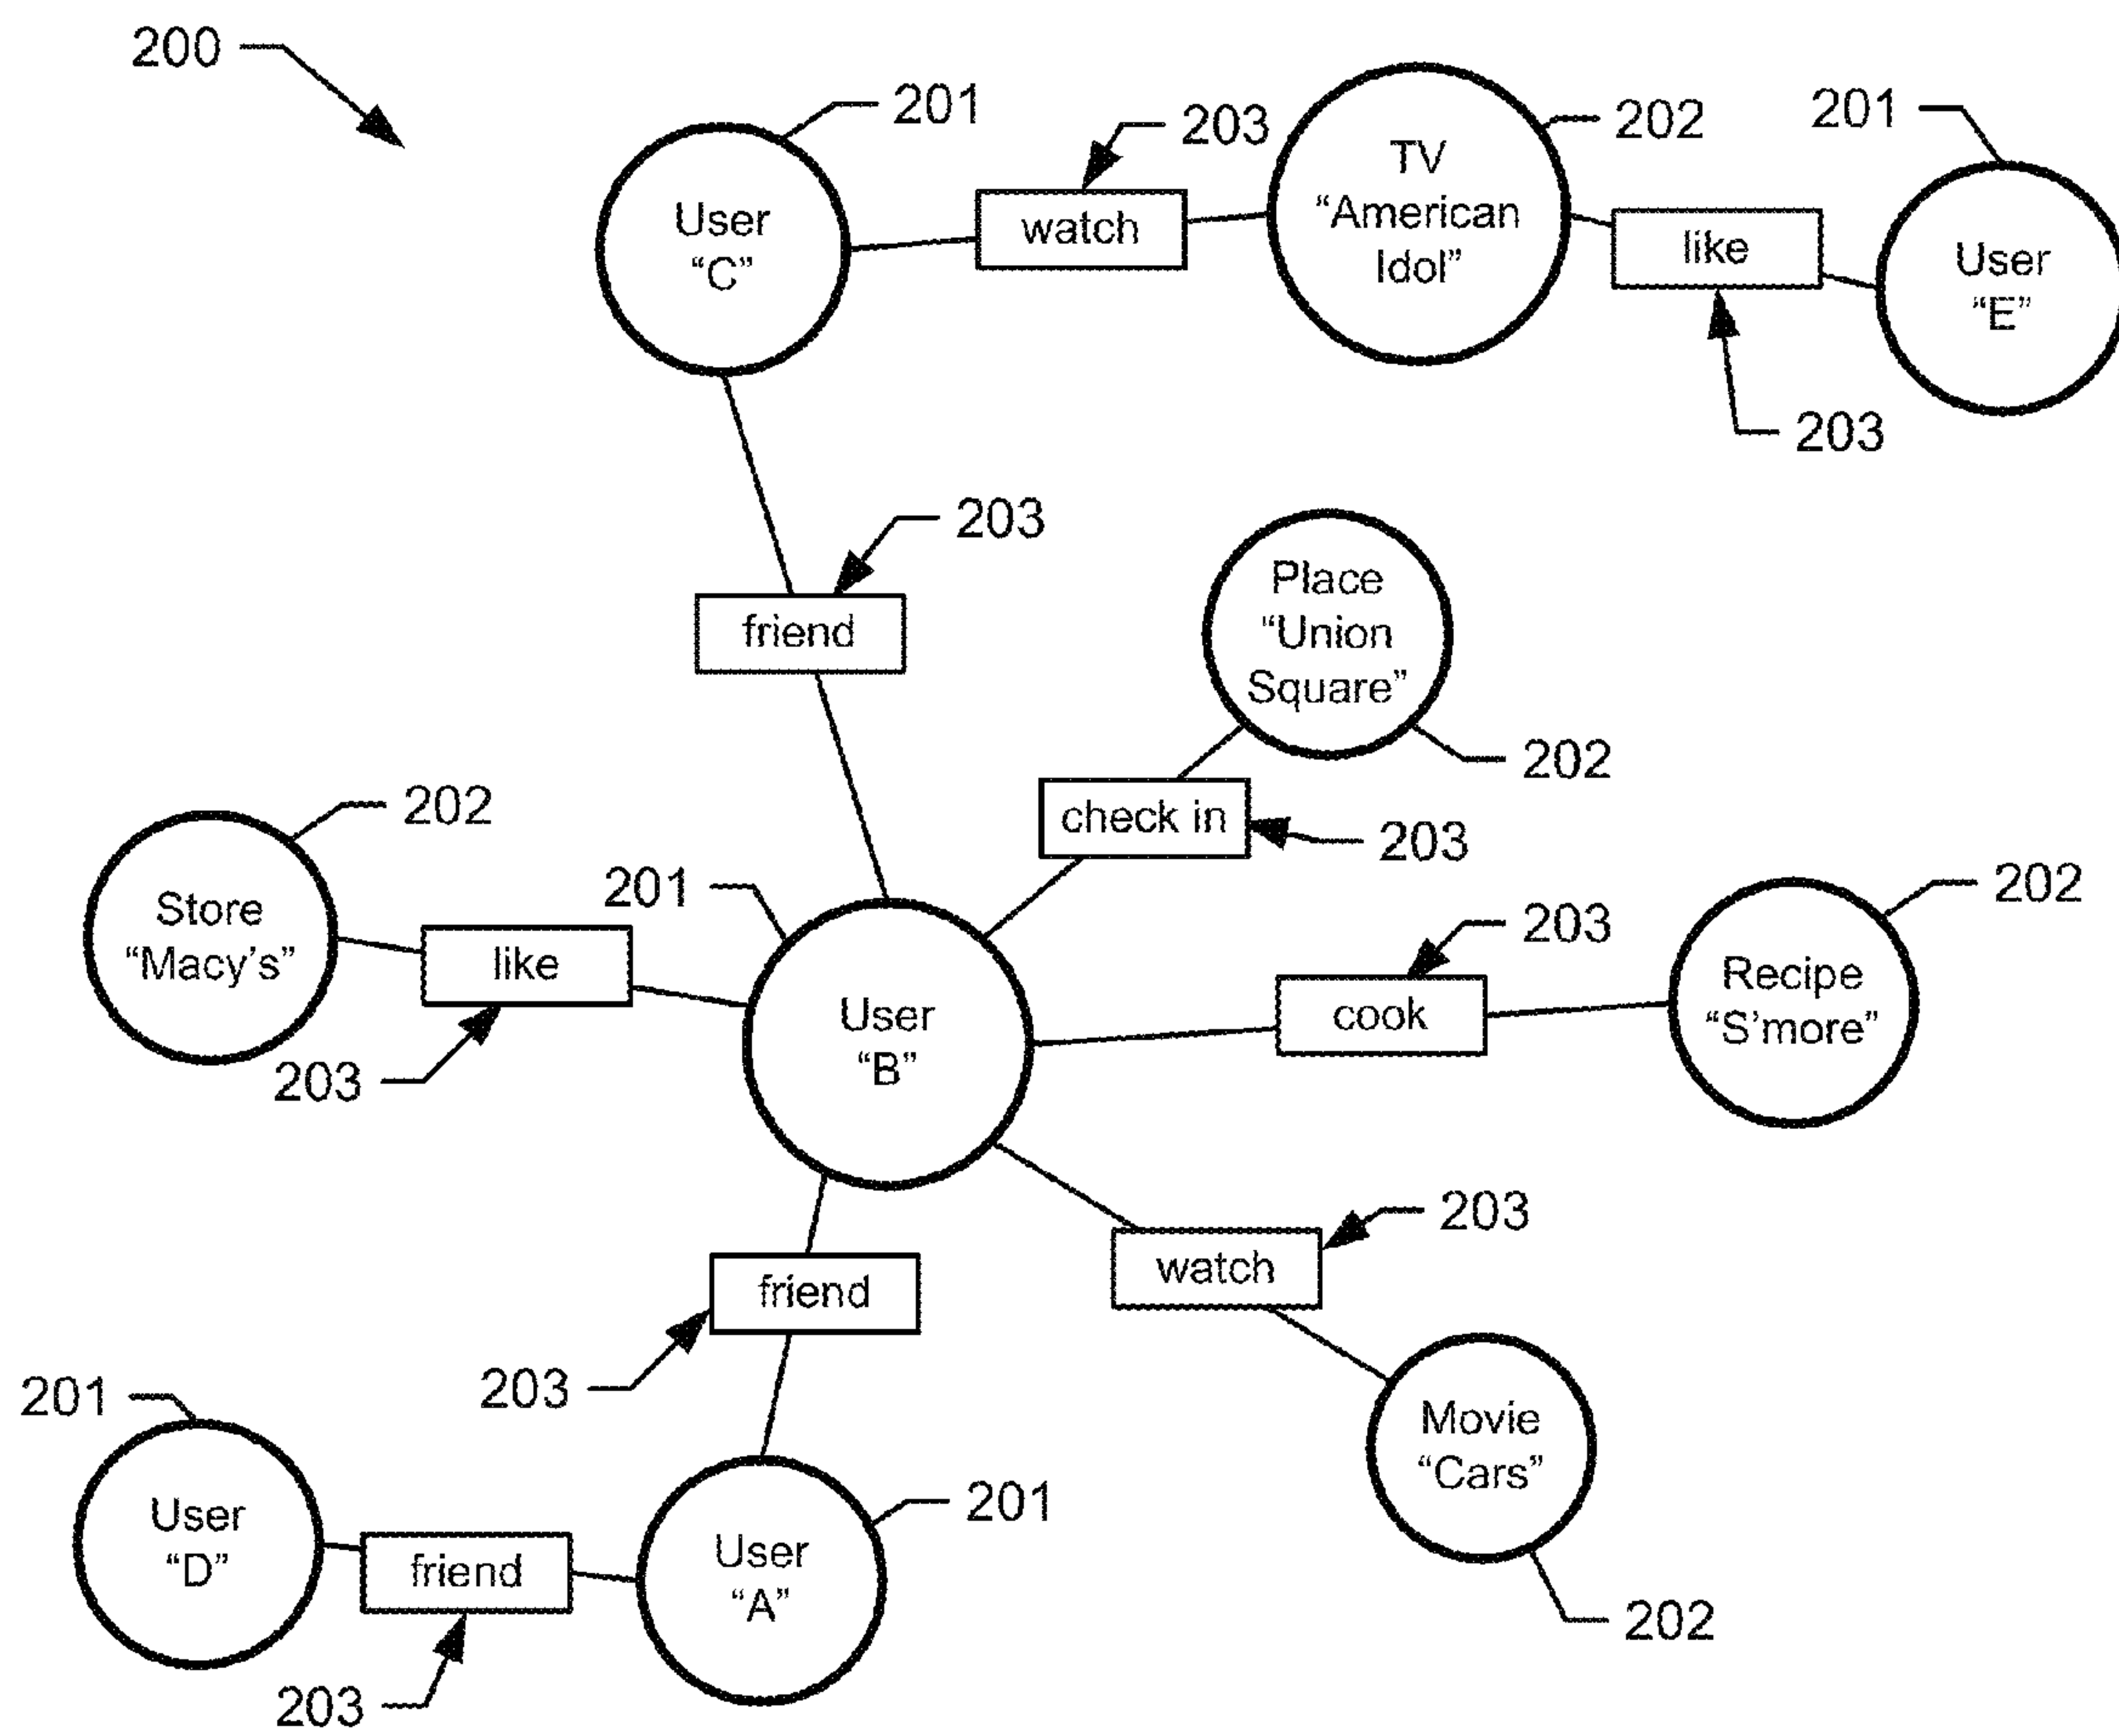 200
201
203
202
201
User
“C”
watch
TV
“American
Idol”
like
User
“E”
203
203
friend
Place
“Union
Square”
202
check in
203
202
Store
“Macy’s”
like
203
201
User
“B”
203
cook
202
Recipe
“S’more”
203
watch
friend
203
Movie
“Cars”
202
201
User
“D”
friend
203
201
User
“A”